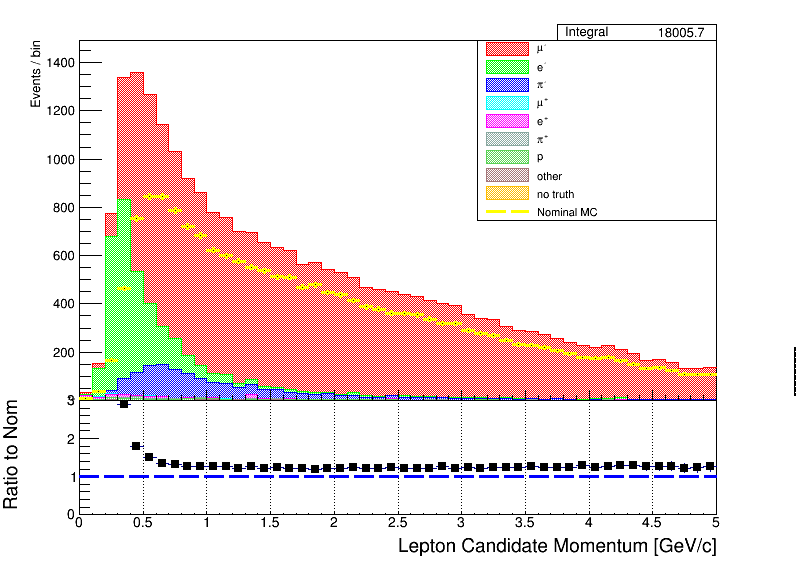 Integral 18005.7
μ-
e-
π-
μ+
e+
π+
p
other
no truth
Nominal MC
Events / bin
1400
1200
1000
800
600
400
200
3
2
1
0
Ratio to Nom
0 0.5 1 1.5 2 2.5 3 3.5 4 4.5 5
Lepton Candidate Momentum [GeV/c]